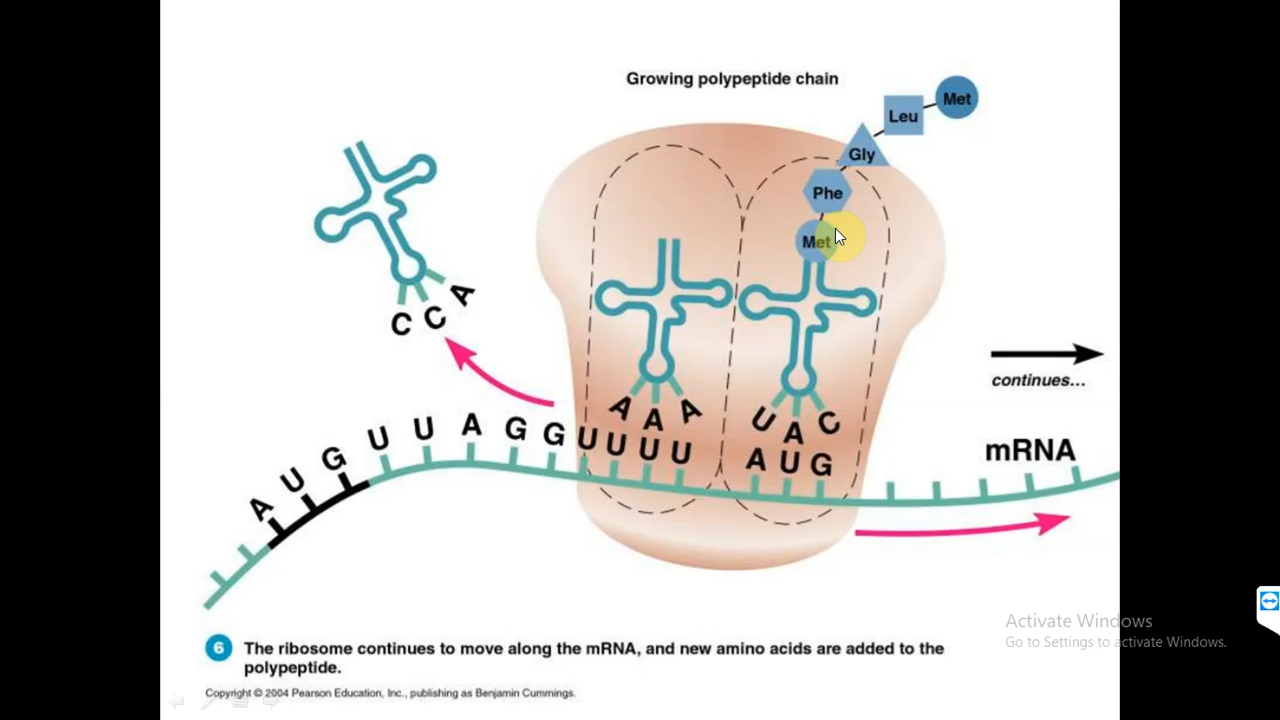 Growing polypeptide chain
Met
Leu
Gly
Phe
Met
C C A
A A A
U A C
A U G U U A G G U U U U
A U G
continues...
mRNA
6 The ribosome continues to move along the mRNA, and new amino acids are added to the
polypeptide.
Copyright © 2004 Pearson Education, Inc., publishing as Benjamin Cummings.
Activate Windows
Go to Settings to activate Windows.